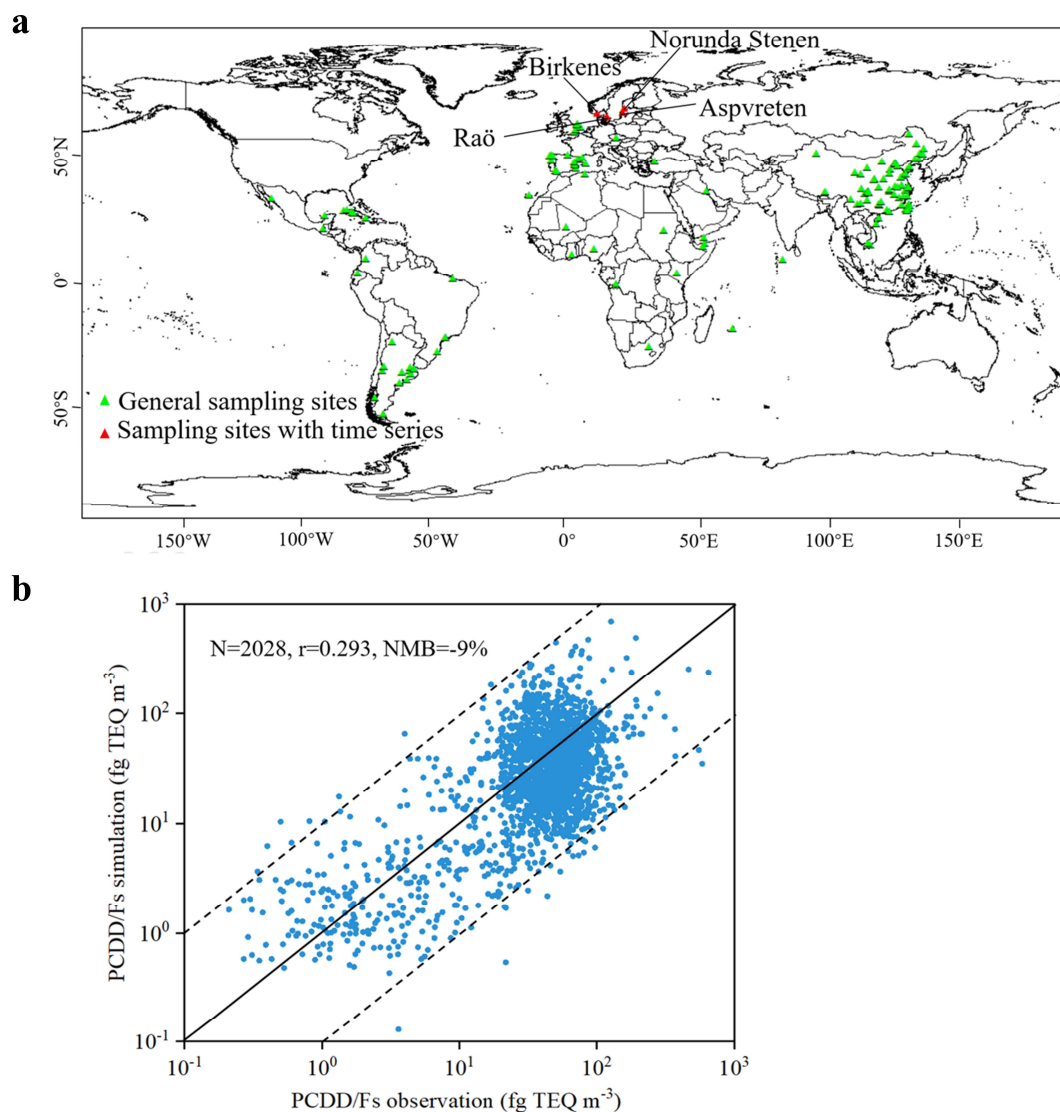 a
Norunda Stenen
Birkenes
Aspvreten
Raö
50°N
0°
50°S
General sampling sites
Sampling sites with time series
150°W 100°W 50°W 0° 50°E 100°E 150°E
b
10³
N=2028, r=0.293, NMB=-9%
10²
10¹
10⁰
10⁻¹
PCDD/Fs simulation (fg TEQ m⁻³)
10⁻¹ 10⁰ 10¹ 10² 10³
PCDD/Fs observation (fg TEQ m⁻³)